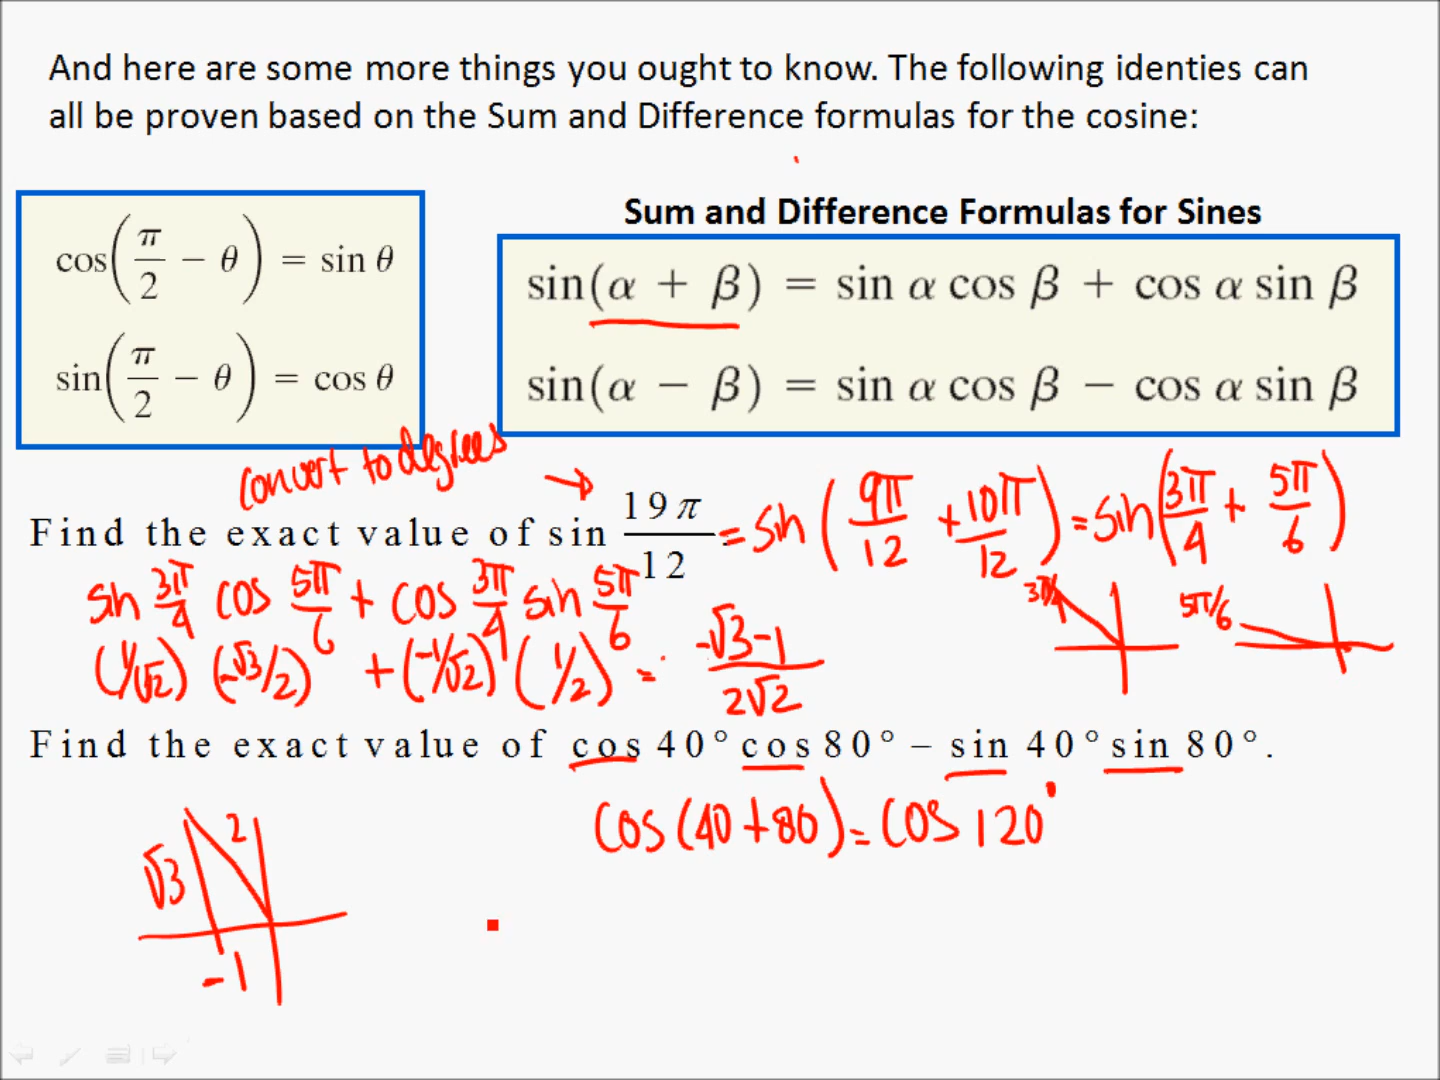 And here are some more things you ought to know. The following identies can
all be proven based on the Sum and Difference formulas for the cosine:
Sum and Difference Formulas for Sines
cos(π/2 − θ) = sin θ
sin(π/2 − θ) = cos θ
sin(α + β) = sin α cos β + cos α sin β
sin(α − β) = sin α cos β − cos α sin β
convert to degrees →
Find the exact value of sin 19π/12 = sin(9π/12 + 10π/12) = sin(3π/4 + 5π/6)
sin 3π/4 cos 5π/6 + cos 3π/4 sin 5π/6
3π/4
5π/6
(1/√2) (-√3/2) + (-1/√2) (1/2) = -√3-1/2√2
Find the exact value of cos 40° cos 80° − sin 40° sin 80°.
cos(40+80) = cos 120°
2
√3
-1